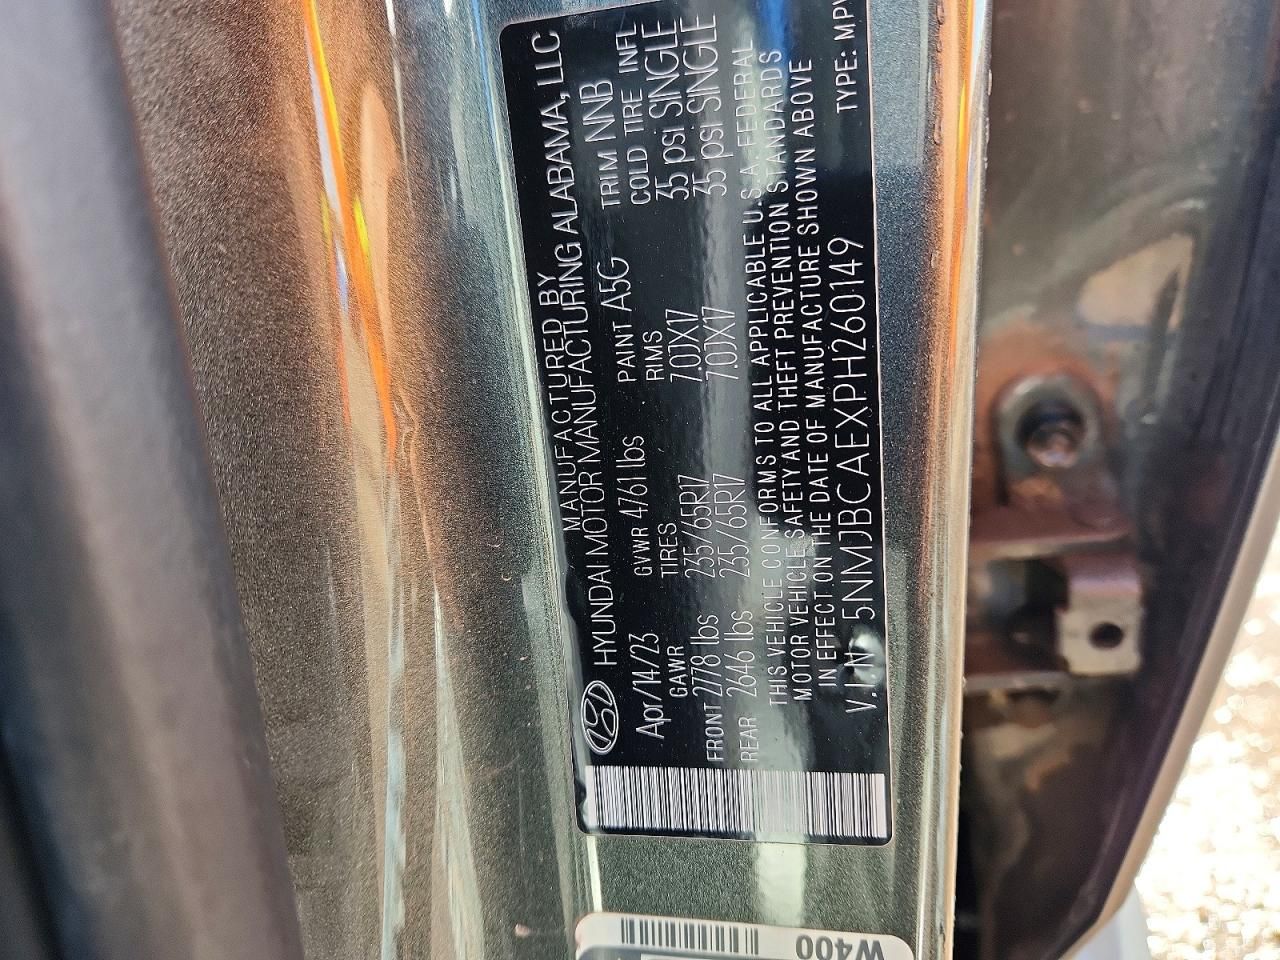 MANUFACTURED BY
HYUNDAI MOTOR MANUFACTURING ALABAMA, LLC
Apr/14/23 GVWR 4761 lbs PAINT A5G TRIM NNB
GAWR TIRES RIMS COLD TIRE INFL
FRONT 2778 lbs 235/65R17 7.0JX17 35 psi SINGLE
REAR 2646 lbs 235/65R17 7.0JX17 35 psi SINGLE
THIS VEHICLE CONFORMS TO ALL APPLICABLE U.S.A. FEDERAL
MOTOR VEHICLE SAFETY AND THEFT PREVENTION STANDARDS
IN EFFECT ON THE DATE OF MANUFACTURE SHOWN ABOVE
V.I.N 5NMJBCAEXPH260149 TYPE: MPV
W400